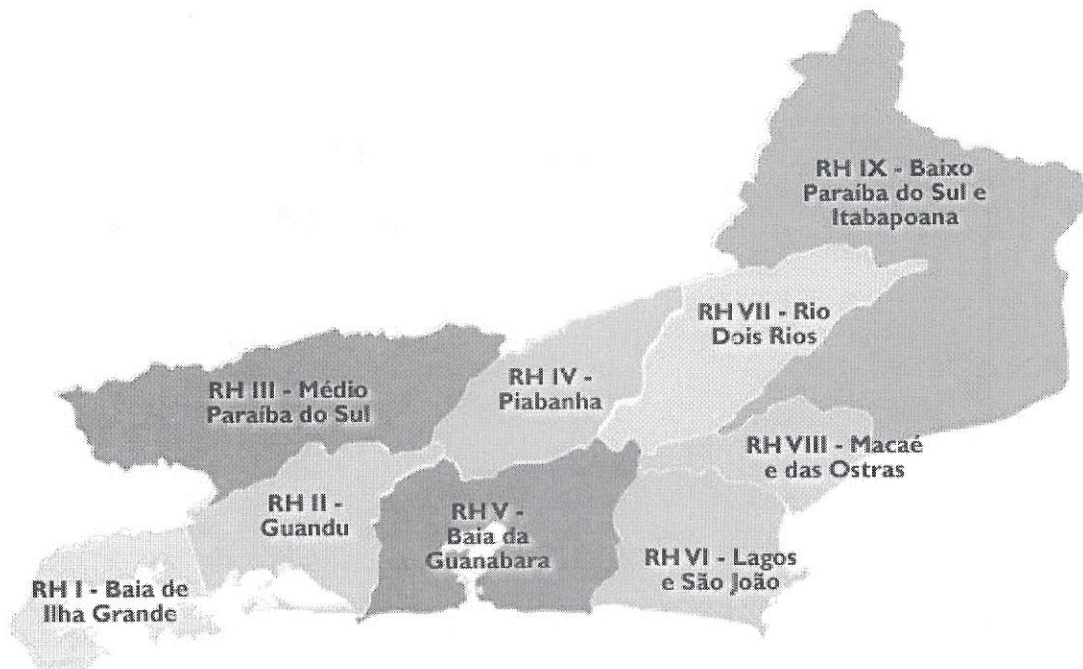 RH IX - Baixo
Paraíba do Sul e
Itabapoana
RH VII - Rio
Dois Rios
RH IV -
Piabanha
RH III - Médio
Paraíba do Sul
RH VIII - Macaé
e das Ostras
RH II -
Guandu
RH V -
Baia da
Guanabara
RH VI - Lagos
e São João
RH I - Baia de
Ilha Grande